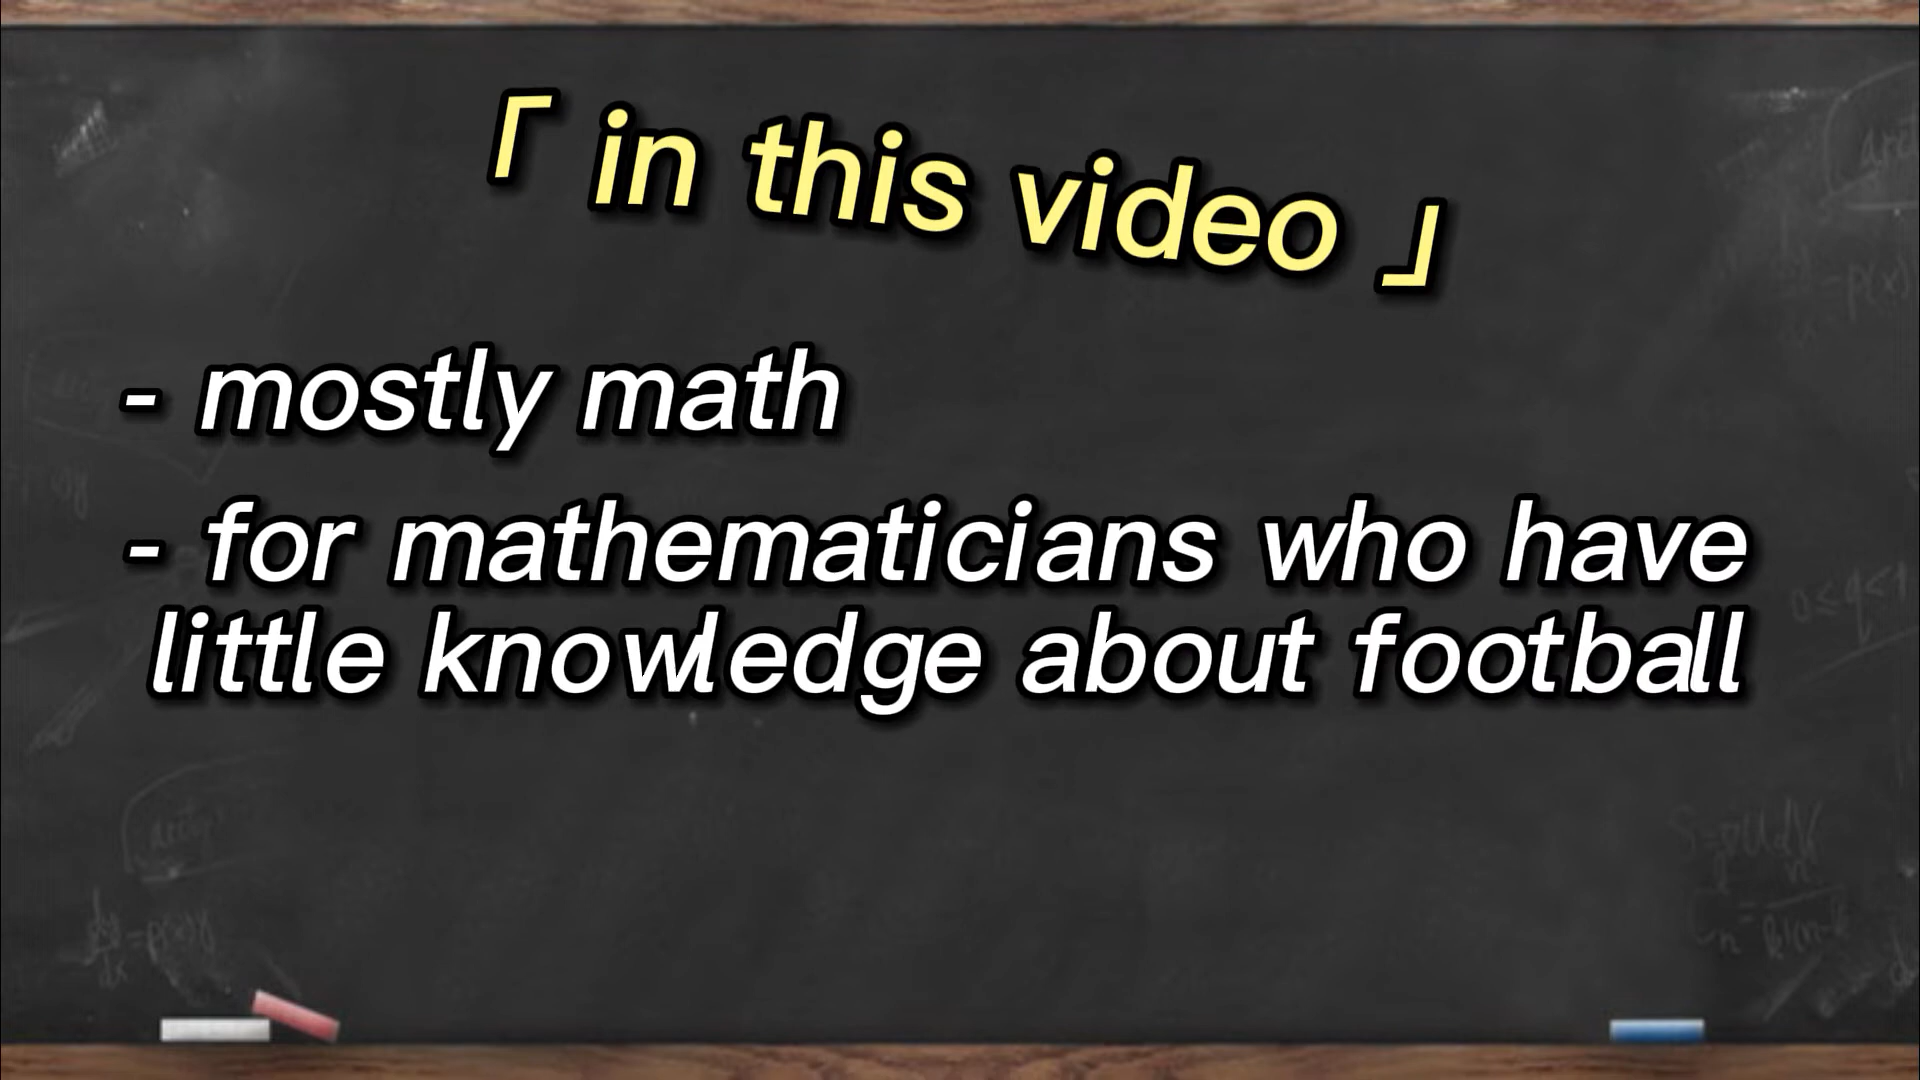 「 in this video 」
- mostly math
- for mathematicians who have
little knowledge about football